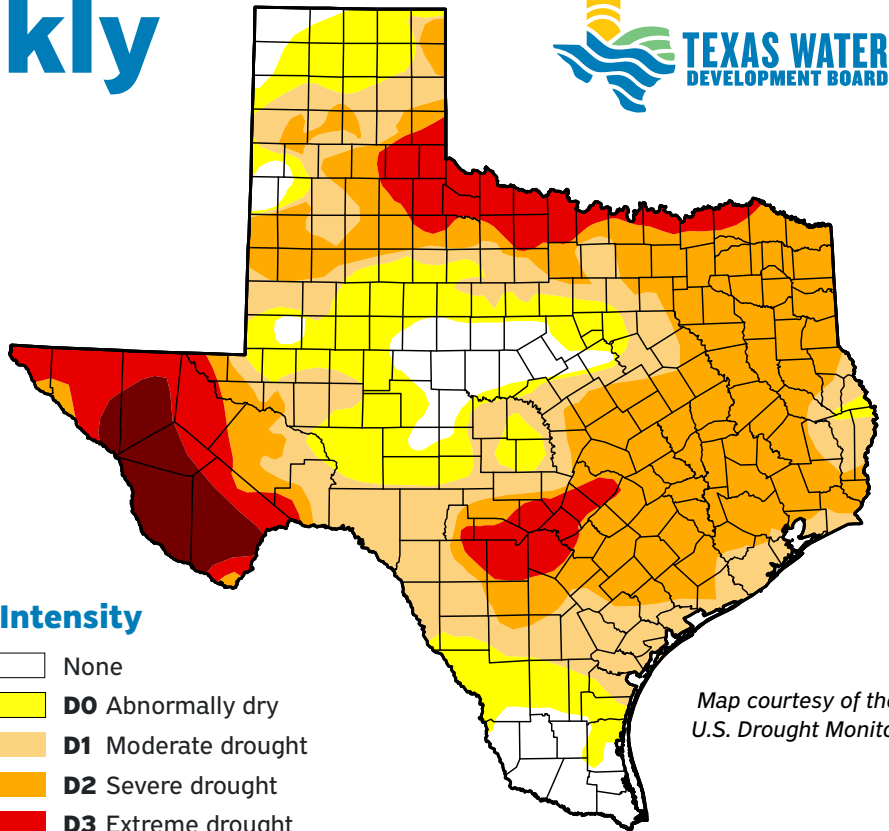 kly
TEXAS WATER
DEVELOPMENT BOARD
Intensity
None
D0 Abnormally dry
D1 Moderate drought
D2 Severe drought
D3 Extreme drought
Map courtesy of the
U.S. Drought Monito